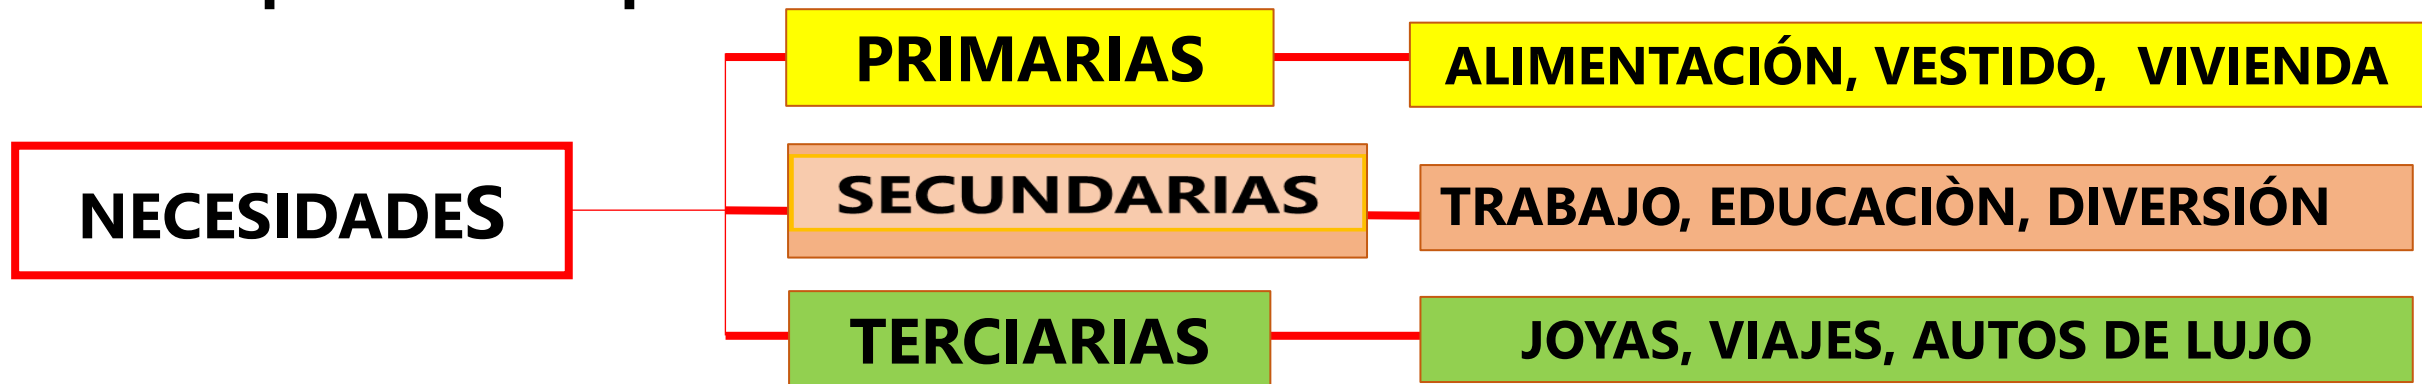 PRIMARIAS
ALIMENTACIÓN, VESTIDO, VIVIENDA
NECESIDADES
SECUNDARIAS
TRABAJO, EDUCACIÒN, DIVERSIÓN
TERCIARIAS
JOYAS, VIAJES, AUTOS DE LUJO